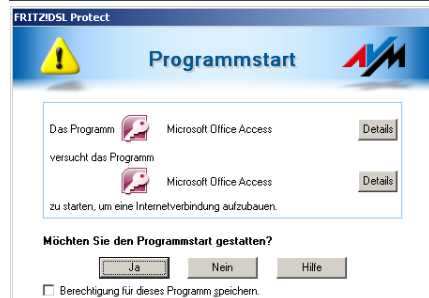 FRITZ!DSL Protect
Programmstart
AVM
Das Programm Microsoft Office Access Details
versucht das Programm
Microsoft Office Access Details
zu starten, um eine Internetverbindung aufzubauen.
Möchten Sie den Programmstart gestatten?
Ja Nein Hilfe
Berechtigung für dieses Programm speichern.